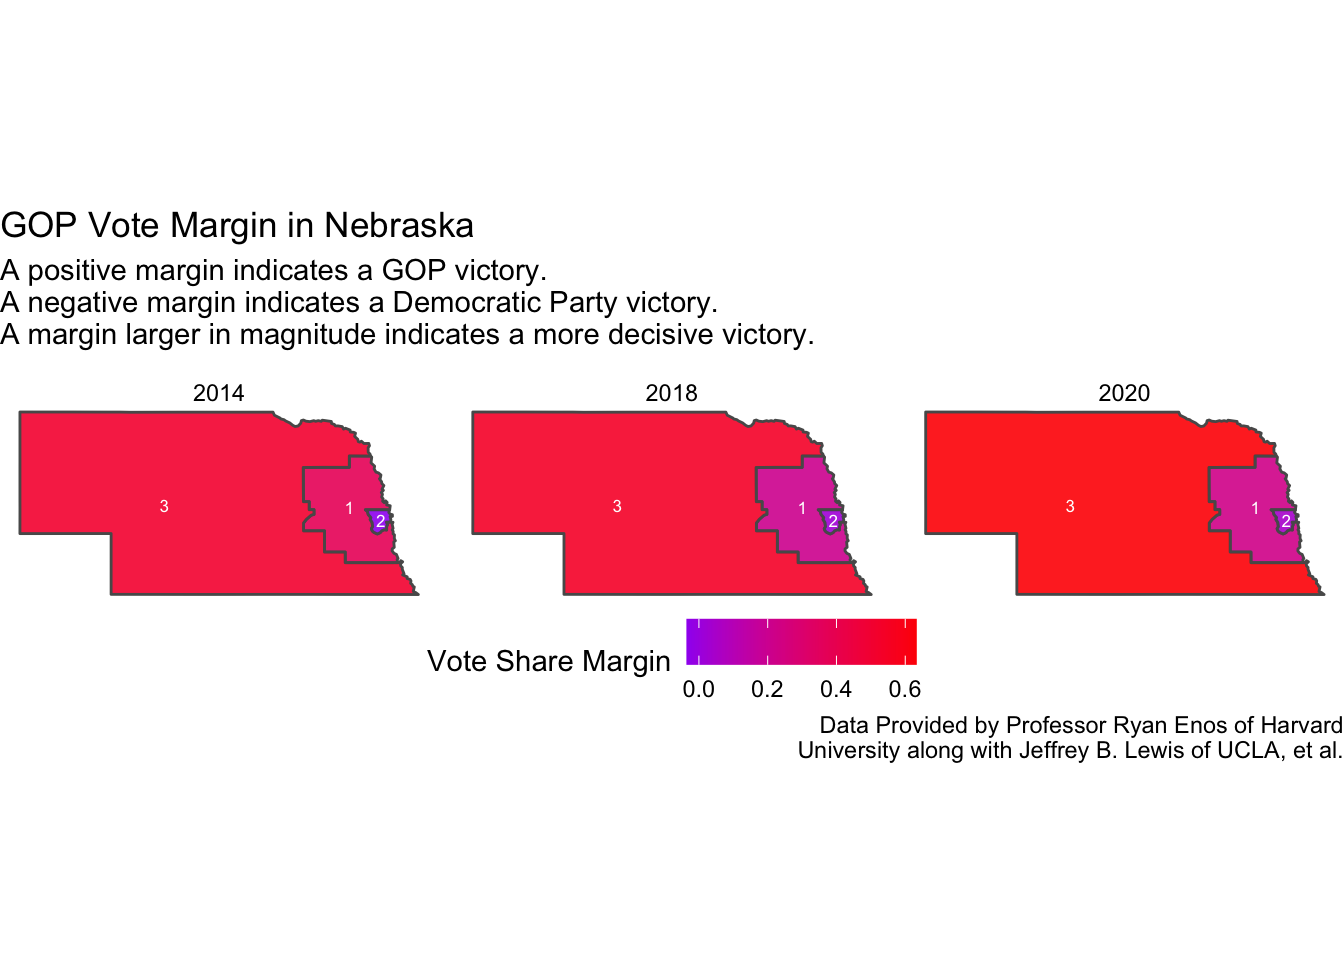 GOP Vote Margin in Nebraska
A positive margin indicates a GOP victory.
A negative margin indicates a Democratic Party victory.
A margin larger in magnitude indicates a more decisive victory.
2014
2018
2020
3
1
2
3
1
2
3
1
2
Vote Share Margin
0.0 0.2 0.4 0.6
Data Provided by Professor Ryan Enos of Harvard
University along with Jeffrey B. Lewis of UCLA, et al.